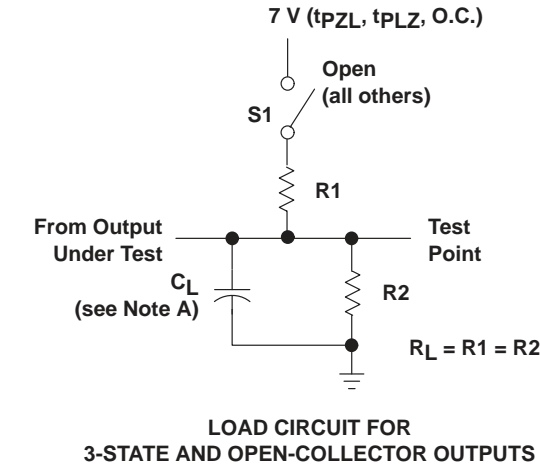 7 V (tPZL, tPLZ, O.C.)
Open
(all others)
S1
R1
From Output
Under Test
Test
Point
CL
(see Note A)
R2
RL = R1 = R2
LOAD CIRCUIT FOR
3-STATE AND OPEN-COLLECTOR OUTPUTS